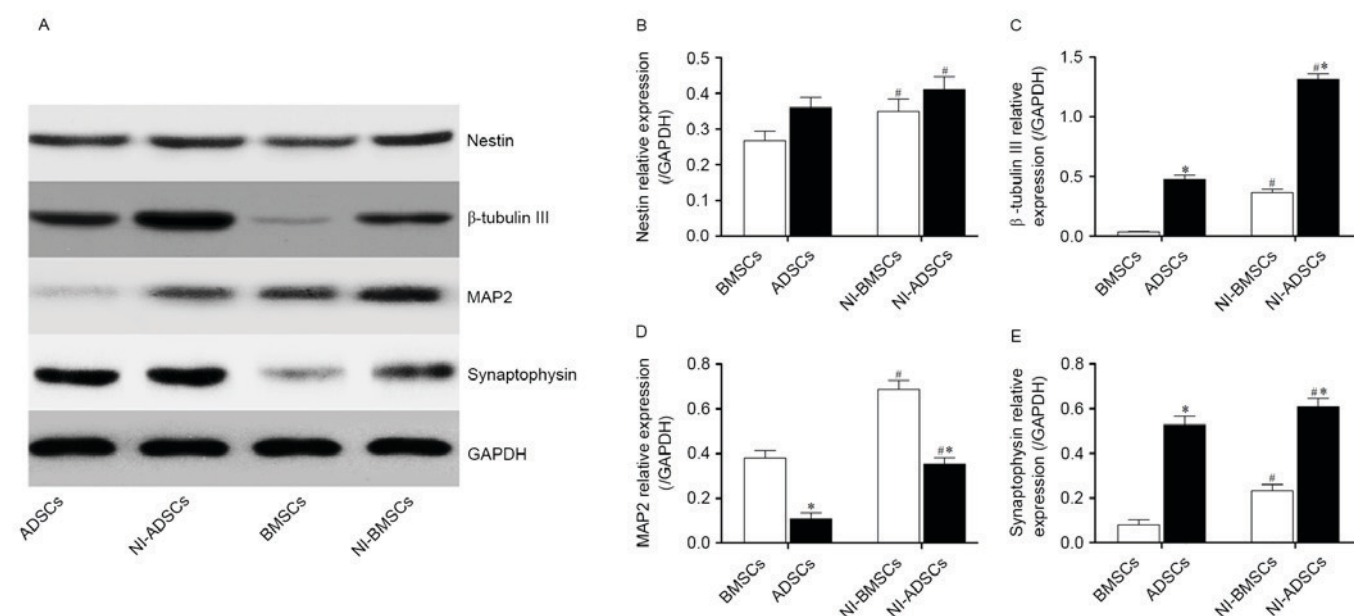 A
Nestin
β-tubulin III
MAP2
Synaptophysin
GAPDH
ADSCs
NI-ADSCs
BMSCs
NI-BMSCs
B
Nestin relative expression
(/GAPDH)
0.5
0.4
0.3
0.2
0.1
0.0
#
#
BMSCs
ADSCs
NI-BMSCs
NI-ADSCs
C
β -tubulin III relative
expression (/GAPDH)
1.5
1.0
0.5
0.0
*
#
#*
BMSCs
ADSCs
NI-BMSCs
NI-ADSCs
D
MAP2 relative expression
(/GAPDH)
0.8
0.6
0.4
0.2
0.0
*
#
#*
BMSCs
ADSCs
NI-BMSCs
NI-ADSCs
E
Synaptophysin relative
expression (/GAPDH)
0.8
0.6
0.4
0.2
0.0
*
#
#*
BMSCs
ADSCs
NI-BMSCs
NI-ADSCs